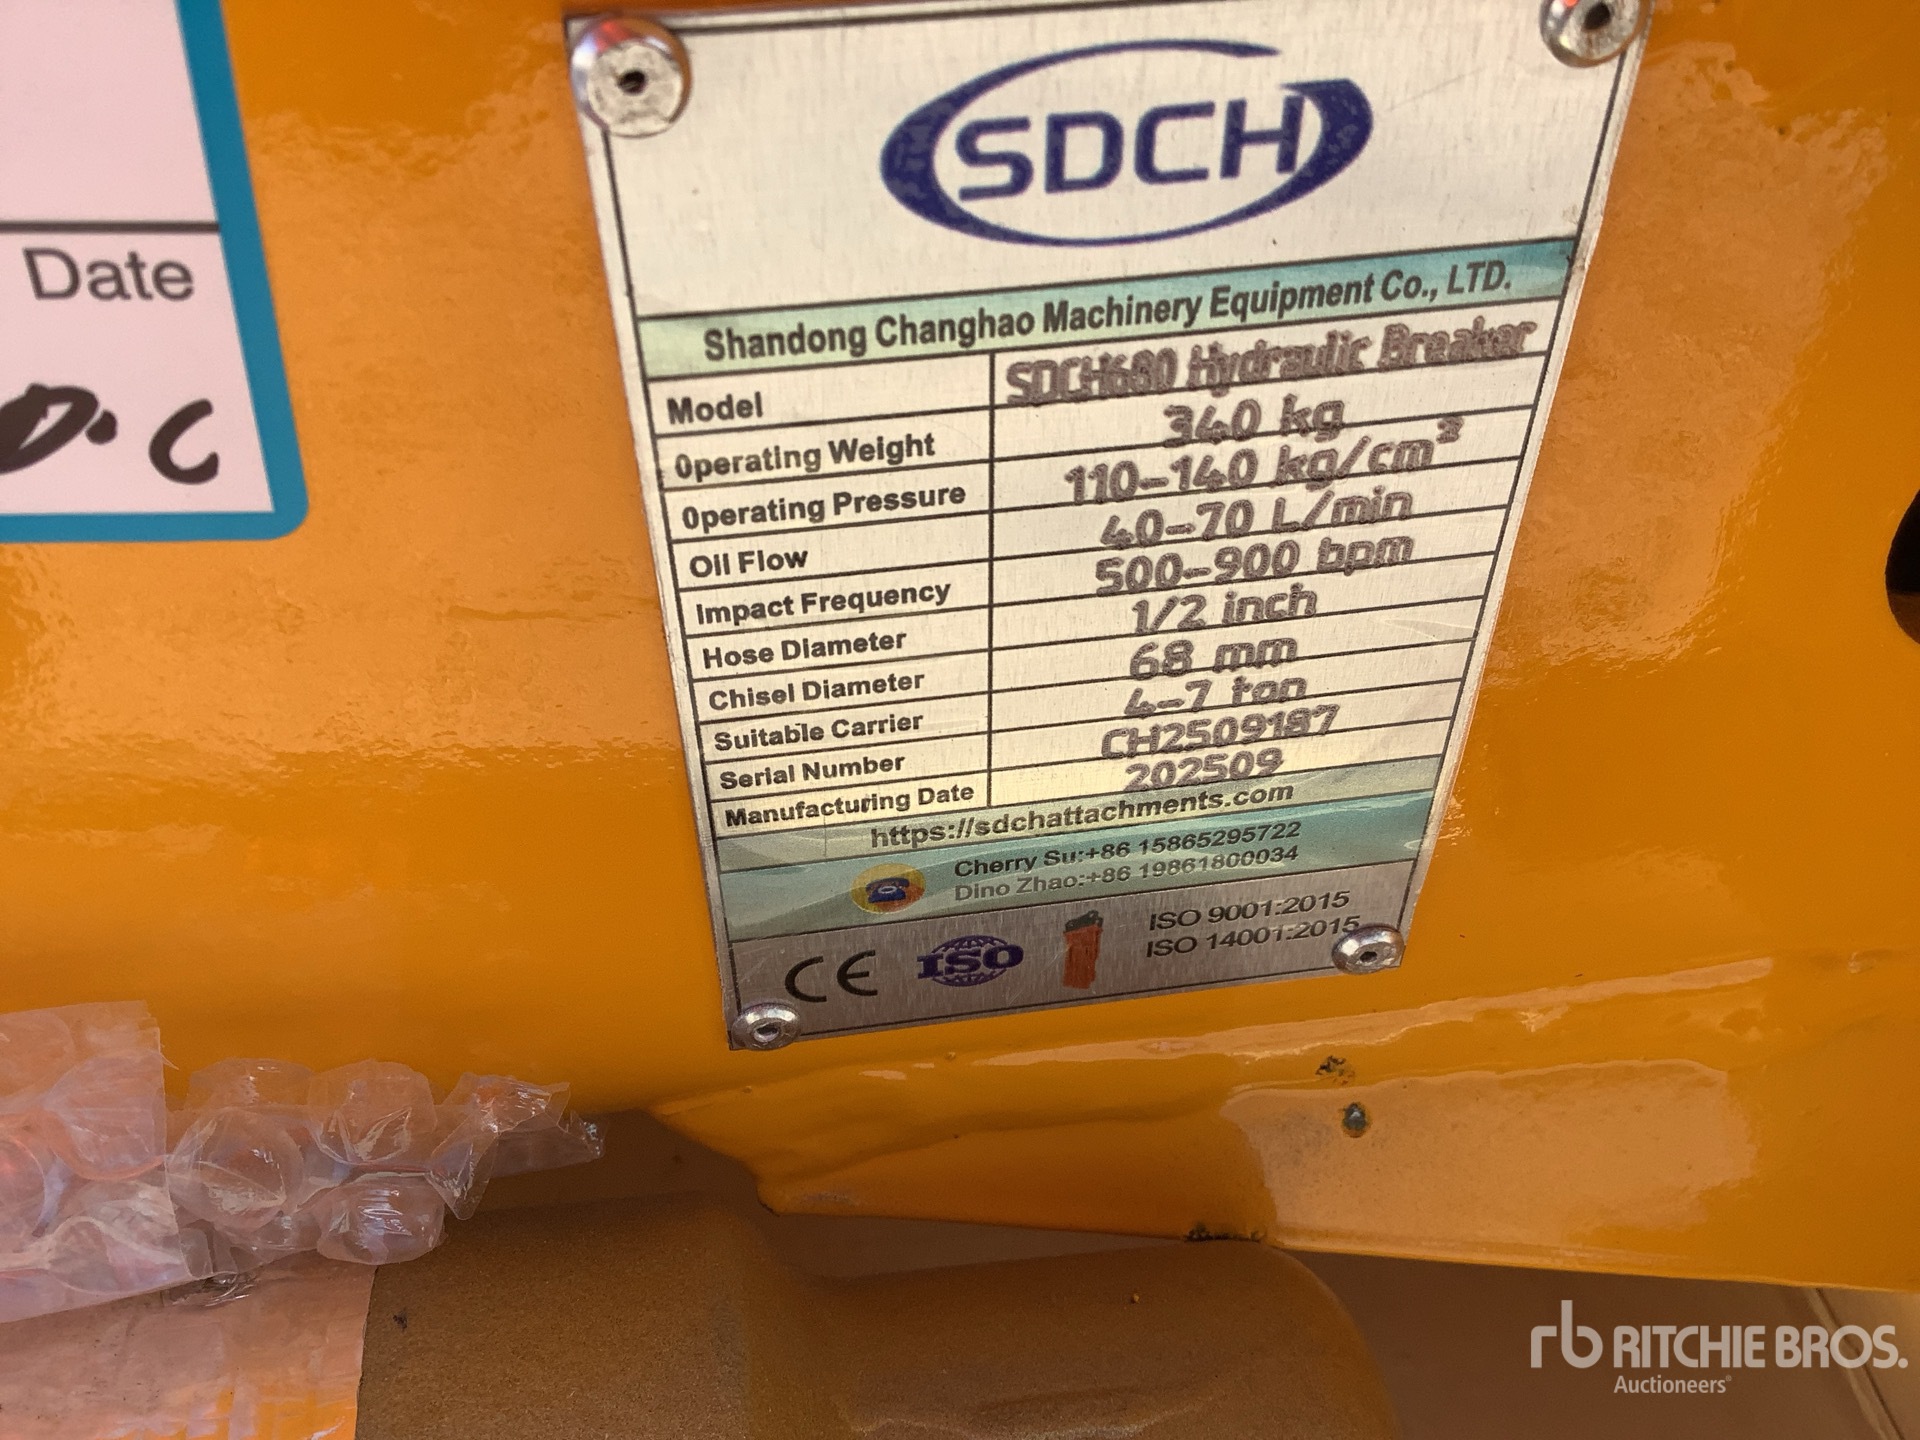 Date
D.C
SDCH
Shandong Changhao Machinery Equipment Co., LTD.
Model SDCH680 Hydraulic Breaker
Operating Weight 340 kg
Operating Pressure 110-140 kg/cm²
Oil Flow 40-70 L/min
Impact Frequency 500-900 bpm
Hose Diameter 1/2 inch
Chisel Diameter 68 mm
Suitable Carrier 4-7 ton
Serial Number CH2509187
Manufacturing Date 202509
https://sdchattachments.com
Cherry Su:+86 15865295722
Dino Zhao:+86 19861800034
CE ISO
ISO 9001:2015
ISO 14001:2015
rb RITCHIE BROS.
Auctioneers